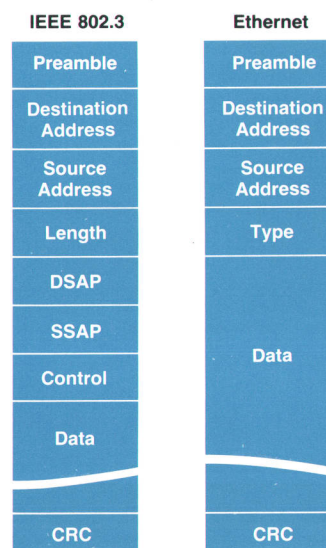 IEEE 802.3
Preamble
Destination
Address
Source
Address
Length
DSAP
SSAP
Control
Data
CRC
Ethernet
Preamble
Destination
Address
Source
Address
Type
Data
CRC